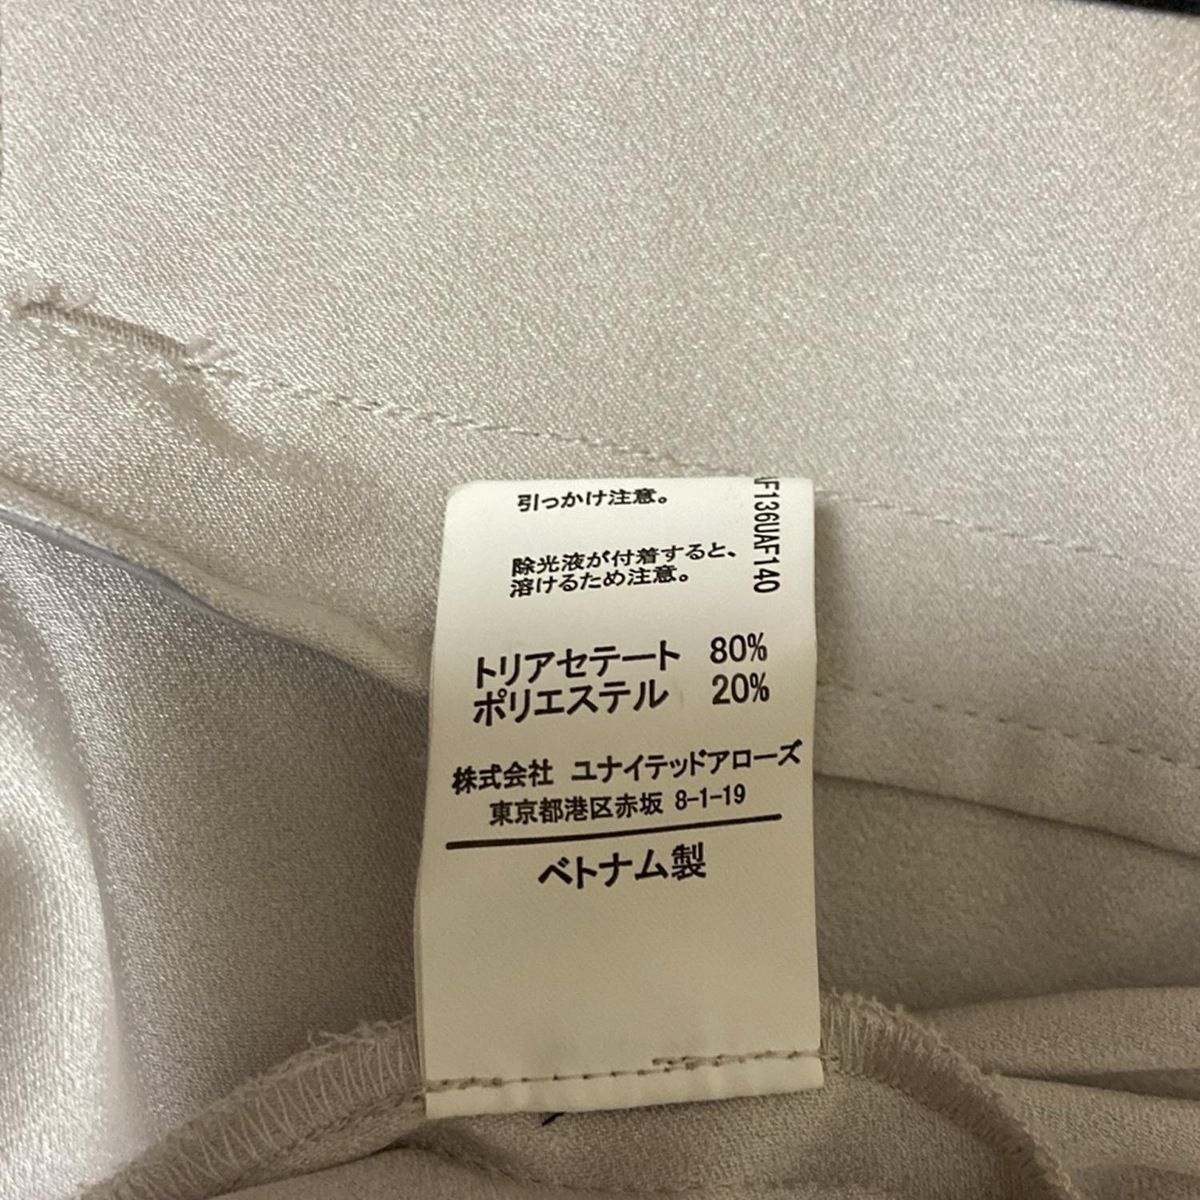 引っかけ注意。
除光液が付着すると、
溶けるため注意。
トリアセテート 80%
ポリエステル 20%
株式会社 ユナイテッドアローズ
東京都港区赤坂 8-1-19
ベトナム製
F136UAF140